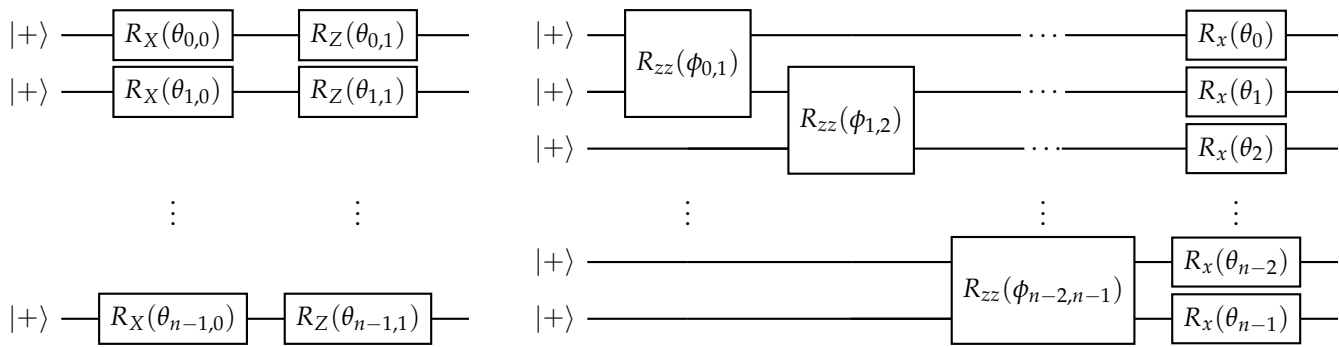 |+⟩ R_X(θ_{0,0}) R_Z(θ_{0,1})
|+⟩ R_X(θ_{1,0}) R_Z(θ_{1,1})
⋮ ⋮
|+⟩ R_X(θ_{n−1,0}) R_Z(θ_{n−1,1})
|+⟩ ··· R_x(θ_0)
R_{zz}(ϕ_{0,1})
|+⟩ ··· R_x(θ_1)
R_{zz}(ϕ_{1,2})
|+⟩ ··· R_x(θ_2)
⋮ ⋮ ⋮
|+⟩ R_x(θ_{n−2})
R_{zz}(ϕ_{n−2,n−1})
|+⟩ R_x(θ_{n−1})